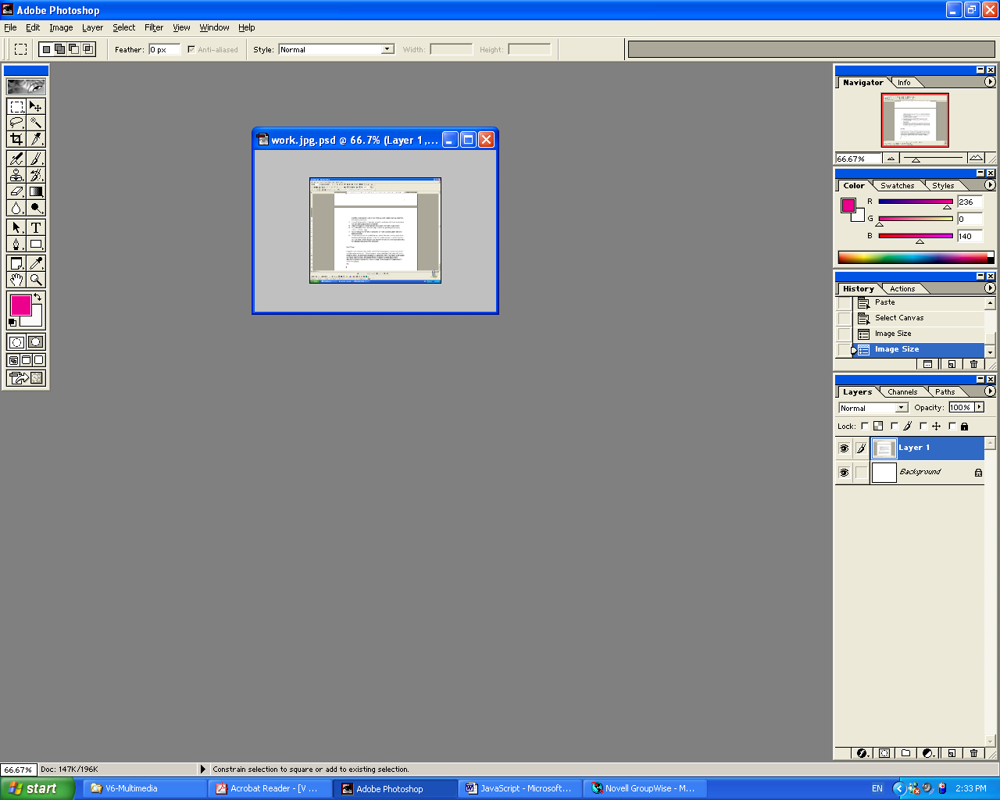 Adobe Photoshop
File Edit Image Layer Select Filter View Window Help
Feather: 0 px Anti-aliased Style: Normal Width: Height:
Navigator Info
66.67%
work.jpg.psd @ 66.7% (Layer 1,...
Color Swatches Styles
R 236
G 0
B 140
History Actions
Paste
Select Canvas
Image Size
Image Size
Layers Channels Paths
Normal Opacity: 100%
Lock:
Layer 1
Background
66.67% Doc: 147K/196K Constrain selection to square or add to existing selection.
start V6-Multimedia Acrobat Reader - [V ... Adobe Photoshop JavaScript - Microsoft... Novell GroupWise - M... EN 2:33 PM